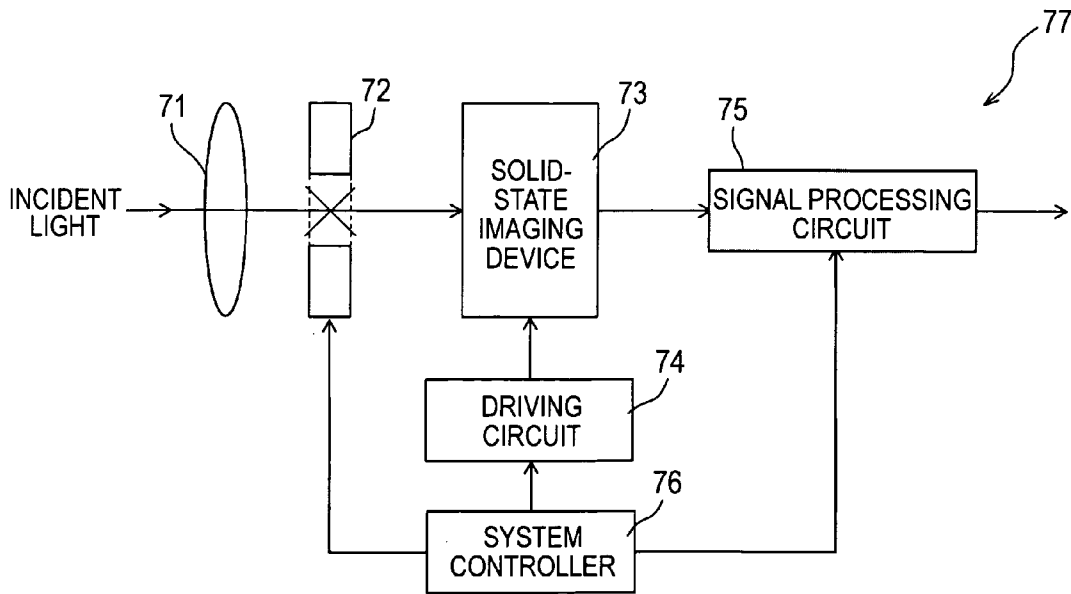 77
71
72
73
75
INCIDENT
LIGHT
SOLID-
STATE
IMAGING
DEVICE
SIGNAL PROCESSING
CIRCUIT
74
DRIVING
CIRCUIT
76
SYSTEM
CONTROLLER